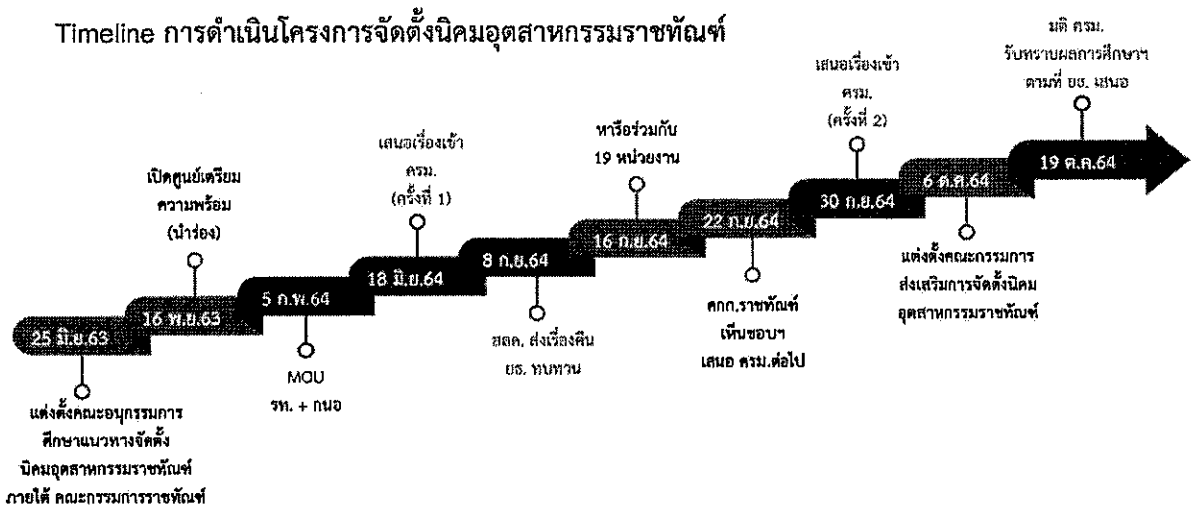 Timeline การดำเนินโครงการจัดตั้งนิคมอุตสาหกรรมราชทัณฑ์
25 มิ.ย.63
แต่งตั้งคณะอนุกรรมการ
ศึกษาแนวทางจัดตั้ง
นิคมอุตสาหกรรมราชทัณฑ์
ภายใต้ คณะกรรมการราชทัณฑ์
เปิดศูนย์เตรียม
ความพร้อม
(นำร่อง)
16 พ.ย.63
5 ก.พ.64
MOU
รท. + กนอ
เสนอเรื่องเข้า
ครม.
(ครั้งที่ 1)
18 มิ.ย.64
8 ก.ย.64
สลค. ส่งเรื่องคืน
ยธ. ทบทวน
หารือร่วมกับ
19 หน่วยงาน
16 ก.ย.64
22 ก.ย.64
คกก.ราชทัณฑ์
เห็นชอบฯ
เสนอ ครม.ต่อไป
เสนอเรื่องเข้า
ครม.
(ครั้งที่ 2)
30 ก.ย.64
6 ต.ค.64
แต่งตั้งคณะกรรมการ
ส่งเสริมการจัดตั้งนิคม
อุตสาหกรรมราชทัณฑ์
มติ ครม.
รับทราบผลการศึกษาฯ
ตามที่ ยธ. เสนอ
19 ต.ค.64